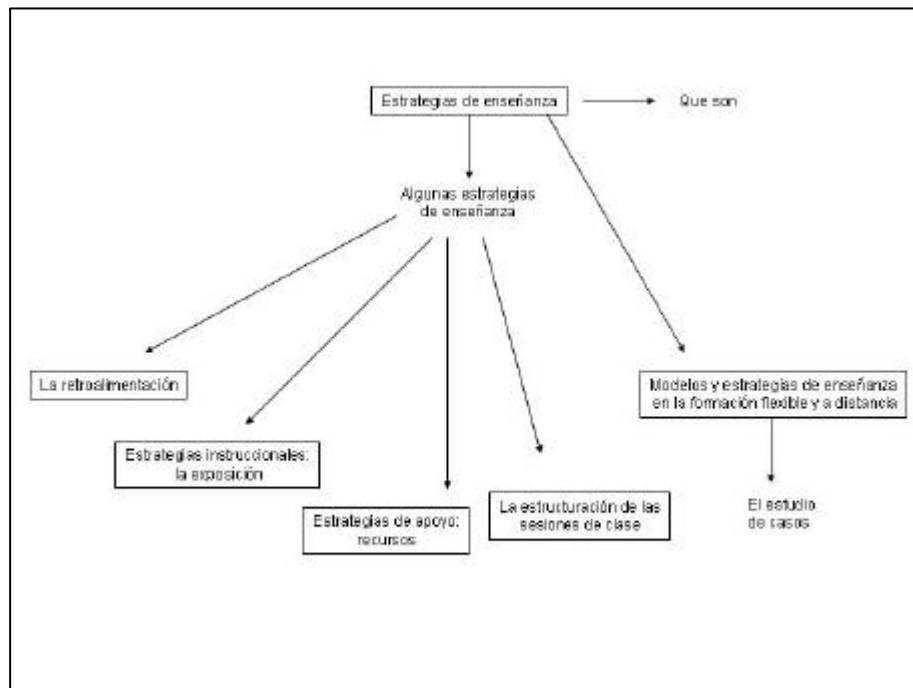 Estrategias de enseñanza
Que son
Algunas estrategias
de enseñanza
La retroalimentación
Modelos y estrategias de enseñanza
en la formación flexible y a distancia
Estrategias instruccionales:
la exposición
Estrategias de apoyo:
recursos
La estructuración de las
sesiones de clase
El estudio
de casos